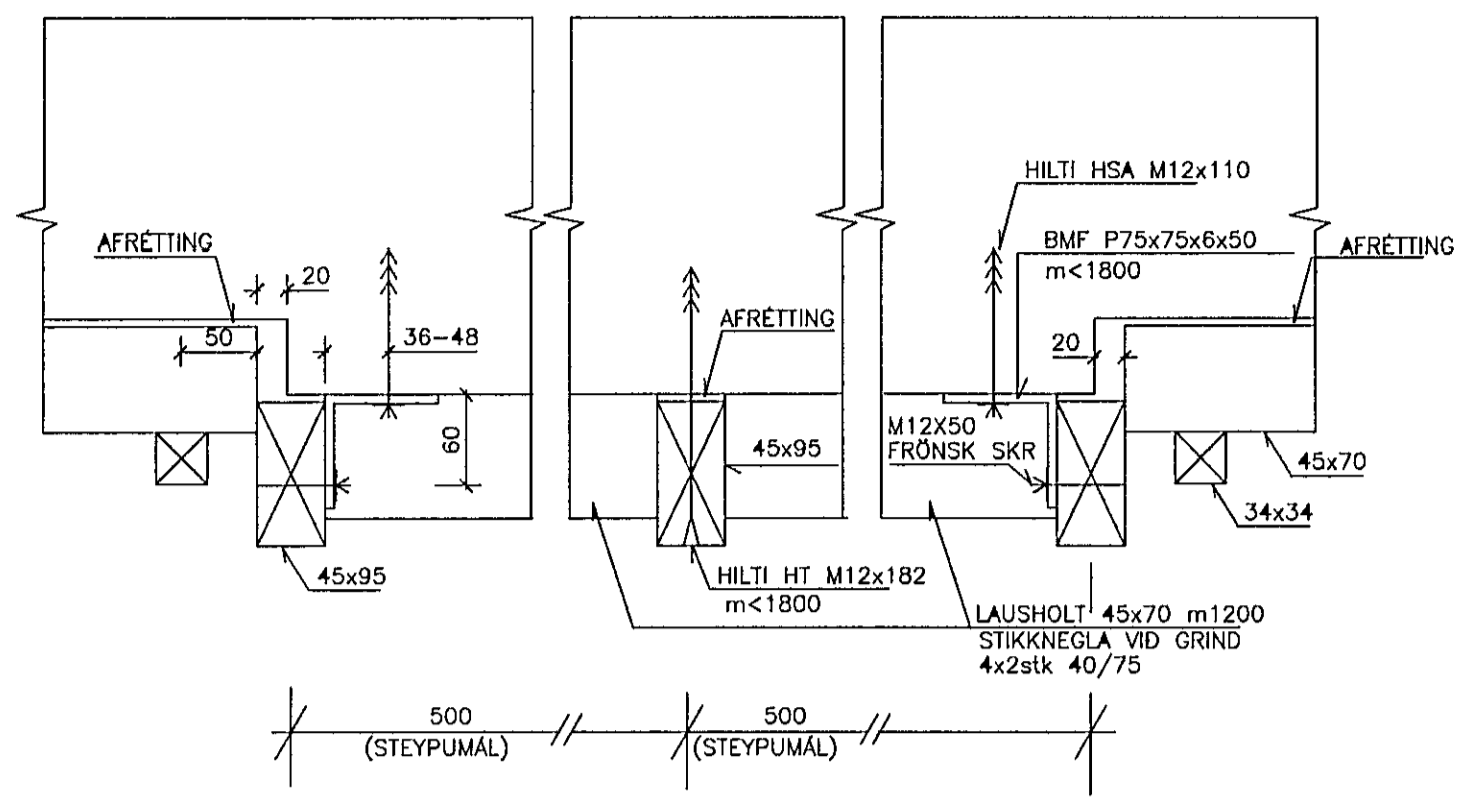 HILTI HSA M12x110
AFRÉTTING
BMF P75x75x6x50
m<1800
AFRÉTTING
20
50
36-48
AFRÉTTING
20
60
45x95
M12X50
FRÖNSK SKR
45x70
34x34
45x95
HILTI HT M12x182
m<1800
LAUSHOLT 45x70 m1200
STIKKNEGLA VIÐ GRIND
4x2stk 40/75
500
(STEYPUMÁL)
500
(STEYPUMÁL)